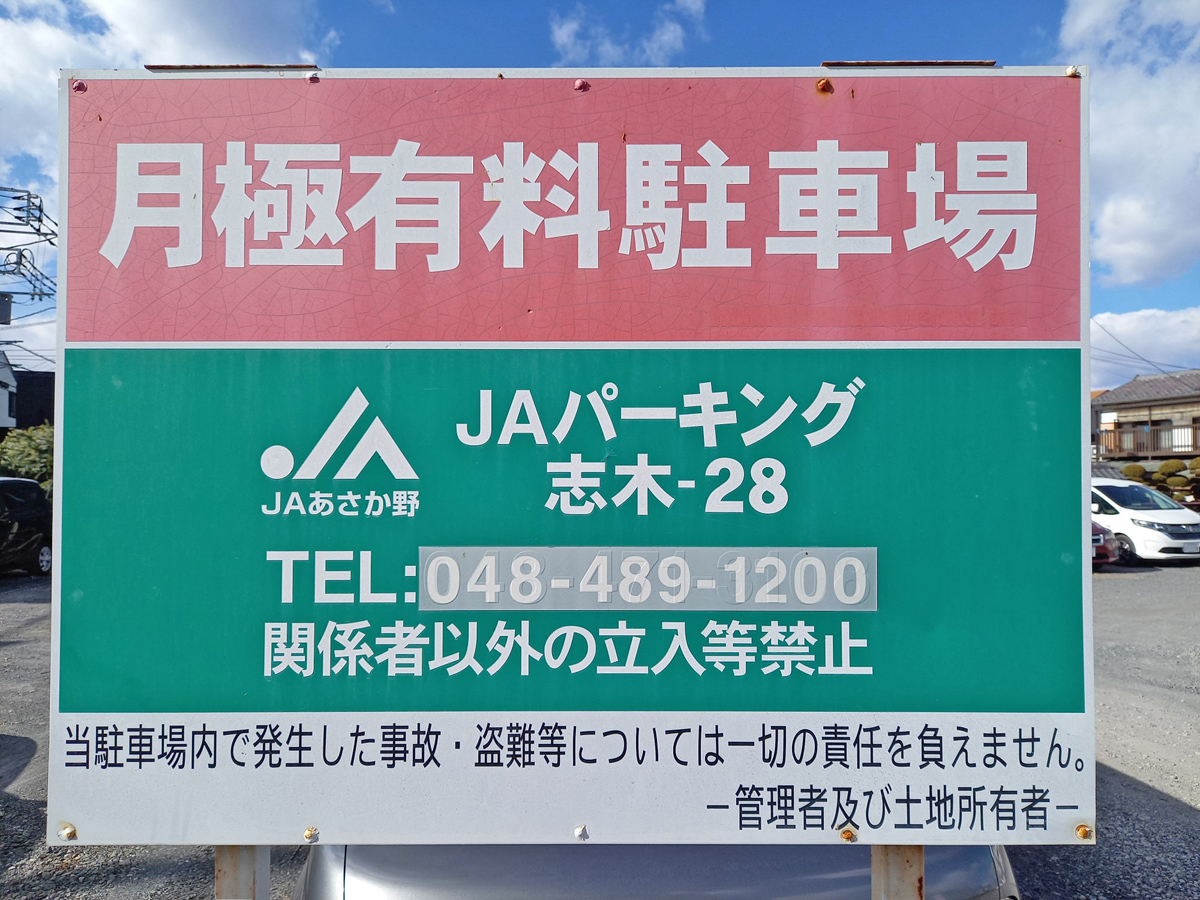 月極有料駐車場
JAパーキング
志木-28
JAあさか野
TEL:048-489-1200
関係者以外の立入等禁止
当駐車場内で発生した事故・盗難等については一切の責任を負えません。
ー管理者及び土地所有者ー